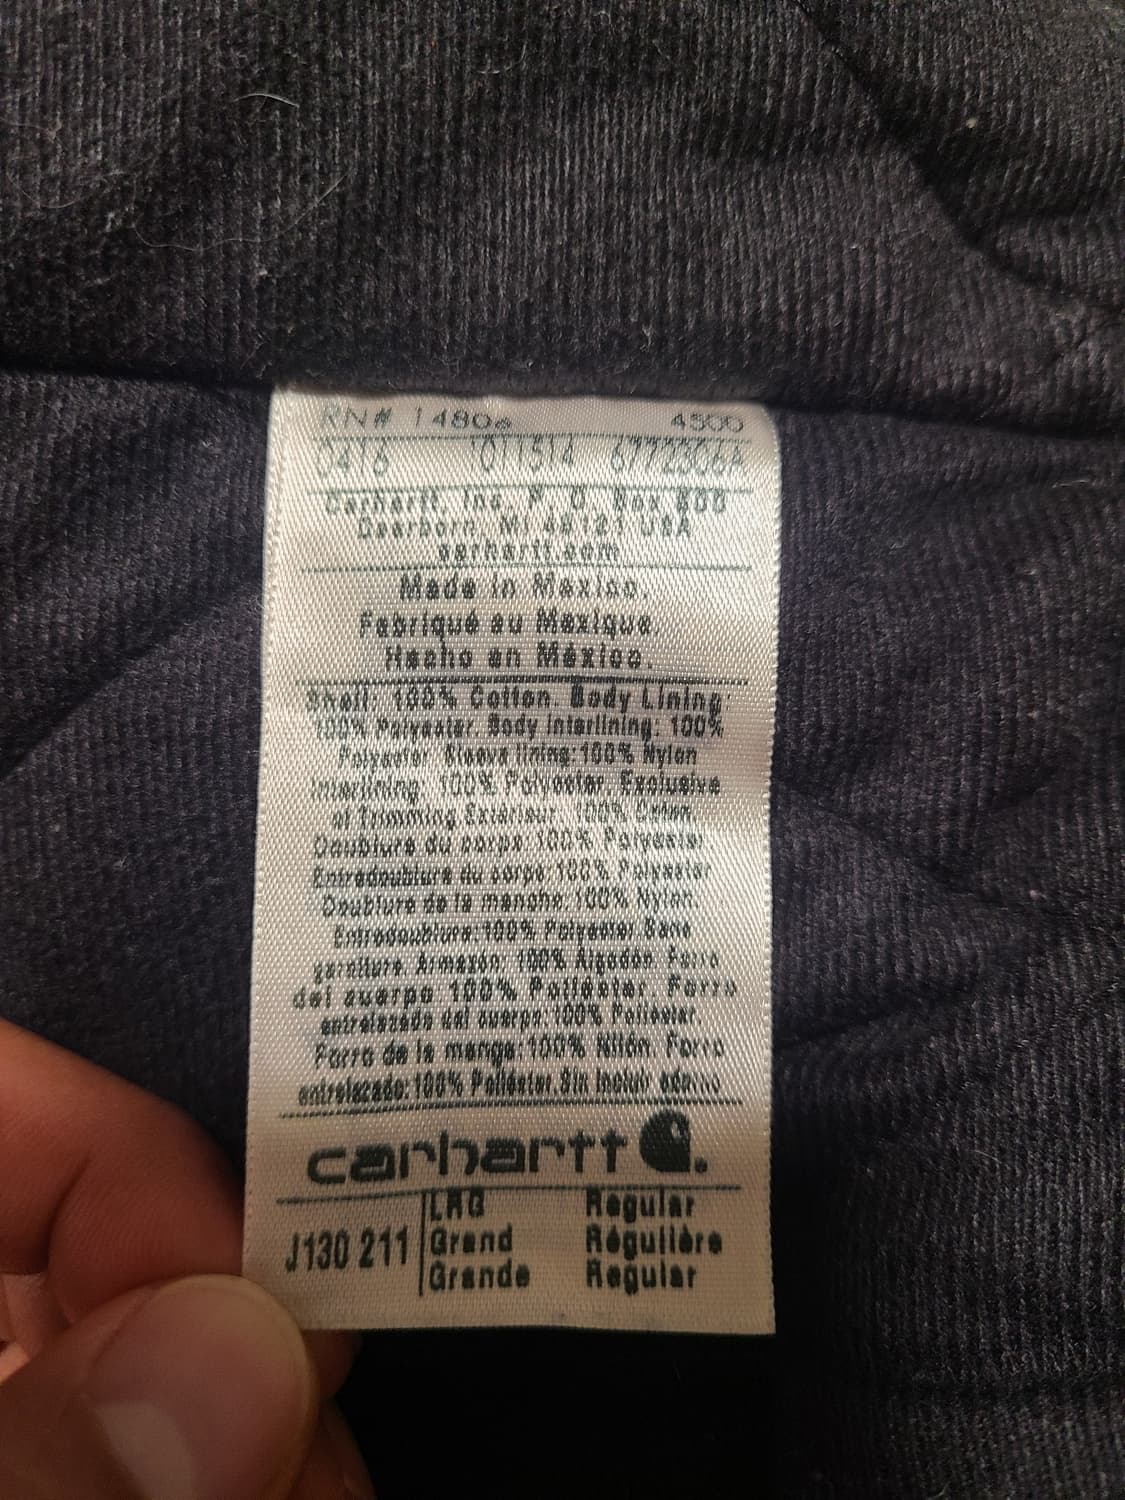 RN# 14806 4500
0416 101514 6772306A
Carhartt, Inc. P. O. Box 600
Dearborn, MI 48121 USA
carhartt.com
Made in Mexico.
Fabriqué au Mexique.
Hecho en México.
Shell: 100% Cotton. Body Lining
100% Polyester. Body Interlining: 100%
Polyester Sleeve lining: 100% Nylon
Interlining: 100% Polyester. Exclusive
of Trimming Extérieur: 100% Coton.
Doublure du corps 100% Polyester
Entredoublure du corps: 100% Polyester
Doublure de la manche: 100% Nylon.
Entredoublure: 100% Polyester. Sans
garniture. Armazón: 100% Algodón Forro
del cuerpo 100% Poliéster. Forro
entrelazado del cuerpo: 100% Poliéster
Forro de la manga: 100% Nilón. Forro
entrelazado: 100% Poliéster. Sin incluir adorno
carhartt
J130 211 LRG Regular
Grand Régulière
Grande Regular